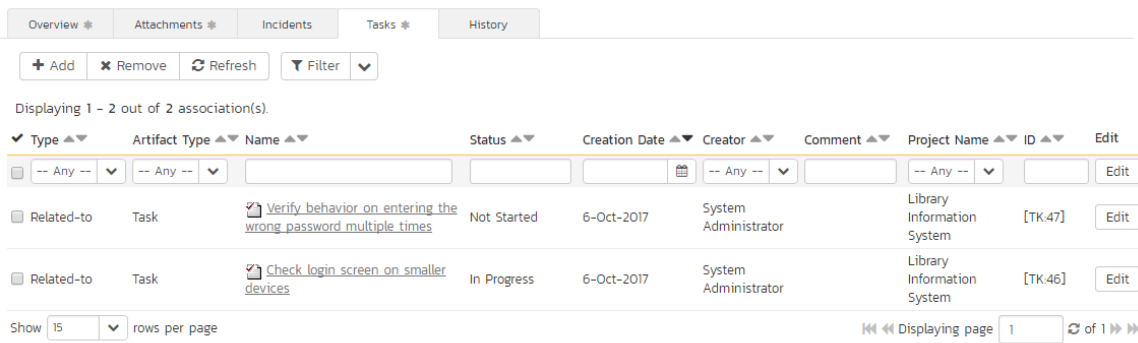 Overview Attachments Incidents Tasks History
Add Remove Refresh Filter
Displaying 1 - 2 out of 2 association(s).
Type Artifact Type Name Status Creation Date Creator Comment Project Name ID Edit
-- Any -- -- Any -- -- Any -- -- Any -- Edit
Related-to Task Verify behavior on entering the wrong password multiple times Not Started 6-Oct-2017 System Administrator Library Information System [TK:47] Edit
Related-to Task Check login screen on smaller devices In Progress 6-Oct-2017 System Administrator Library Information System [TK:46] Edit
Show 15 rows per page Displaying page 1 of 1